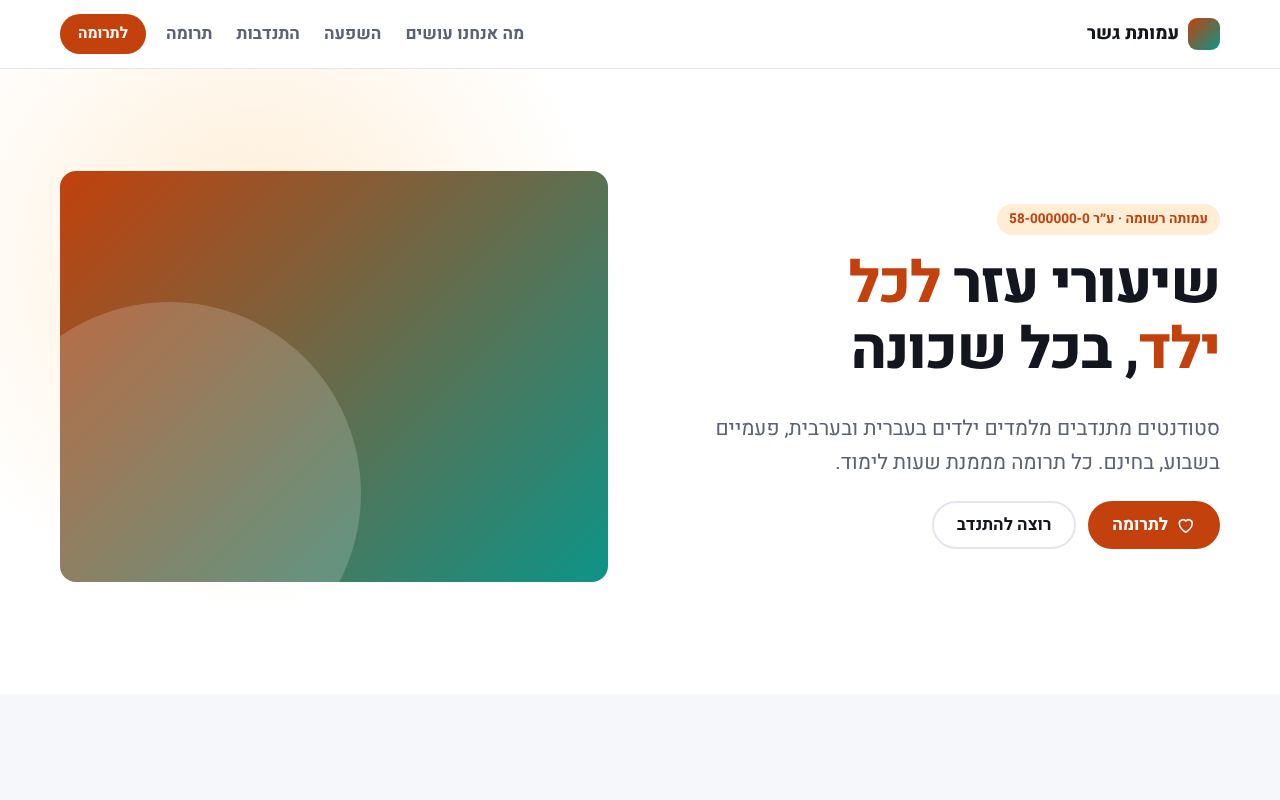 עמותת גשר
מה אנחנו עושים
השפעה
התנדבות
תרומה
לתרומה
עמותה רשומה · ע״ר 58-000000-0
שיעורי עזר לכל
ילד, בכל שכונה
סטודנטים מתנדבים מלמדים ילדים בעברית ובערבית, פעמיים
בשבוע, בחינם. כל תרומה מממנת שעות לימוד.
לתרומה
רוצה להתנדב